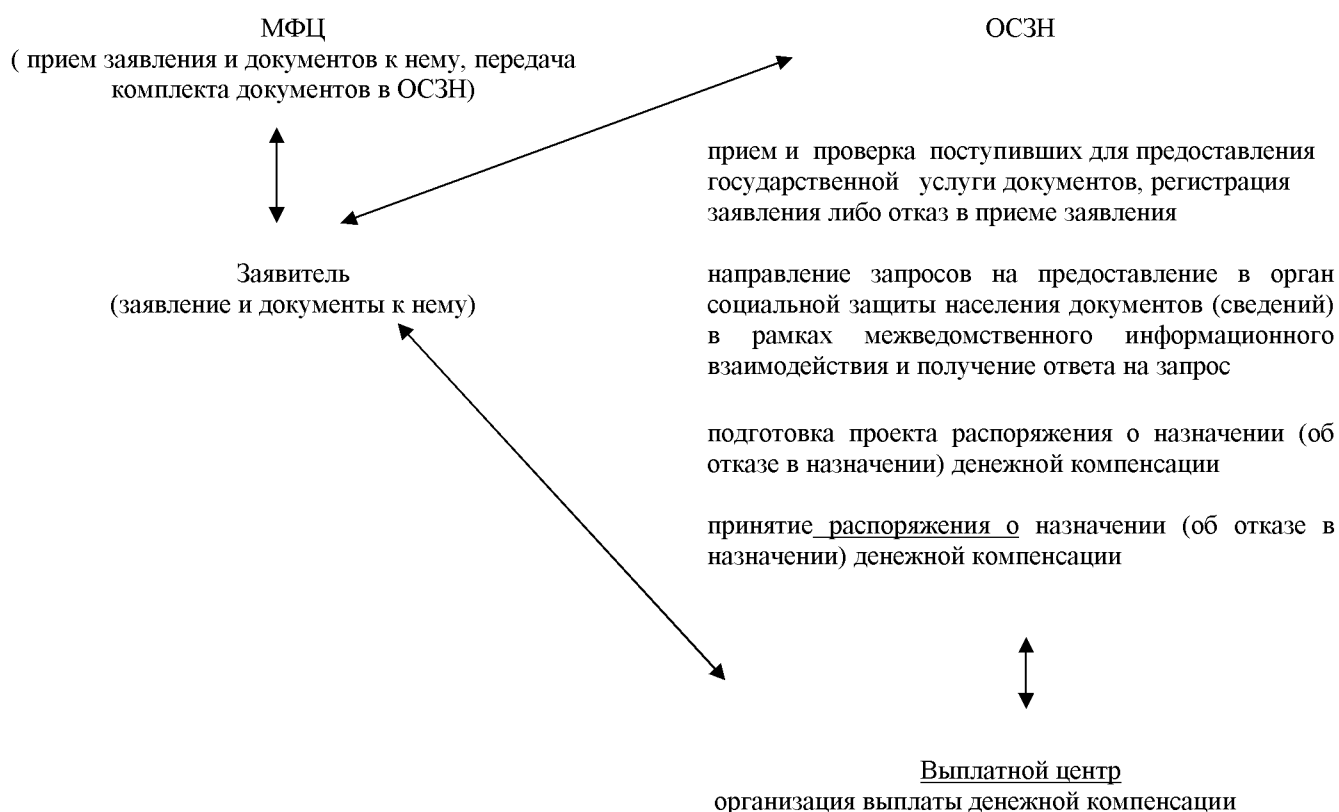 МФЦ
( прием заявления и документов к нему, передача
комплекта документов в ОСЗН)
Заявитель
(заявление и документы к нему)
ОСЗН
прием и проверка поступивших для предоставления
государственной услуги документов, регистрация
заявления либо отказ в приеме заявления
направление запросов на предоставление в орган
социальной защиты населения документов (сведений)
в рамках межведомственного информационного
взаимодействия и получение ответа на запрос
подготовка проекта распоряжения о назначении (об
отказе в назначении) денежной компенсации
принятие распоряжения о назначении (об отказе в
назначении) денежной компенсации
Выплатной центр
организация выплаты денежной компенсации